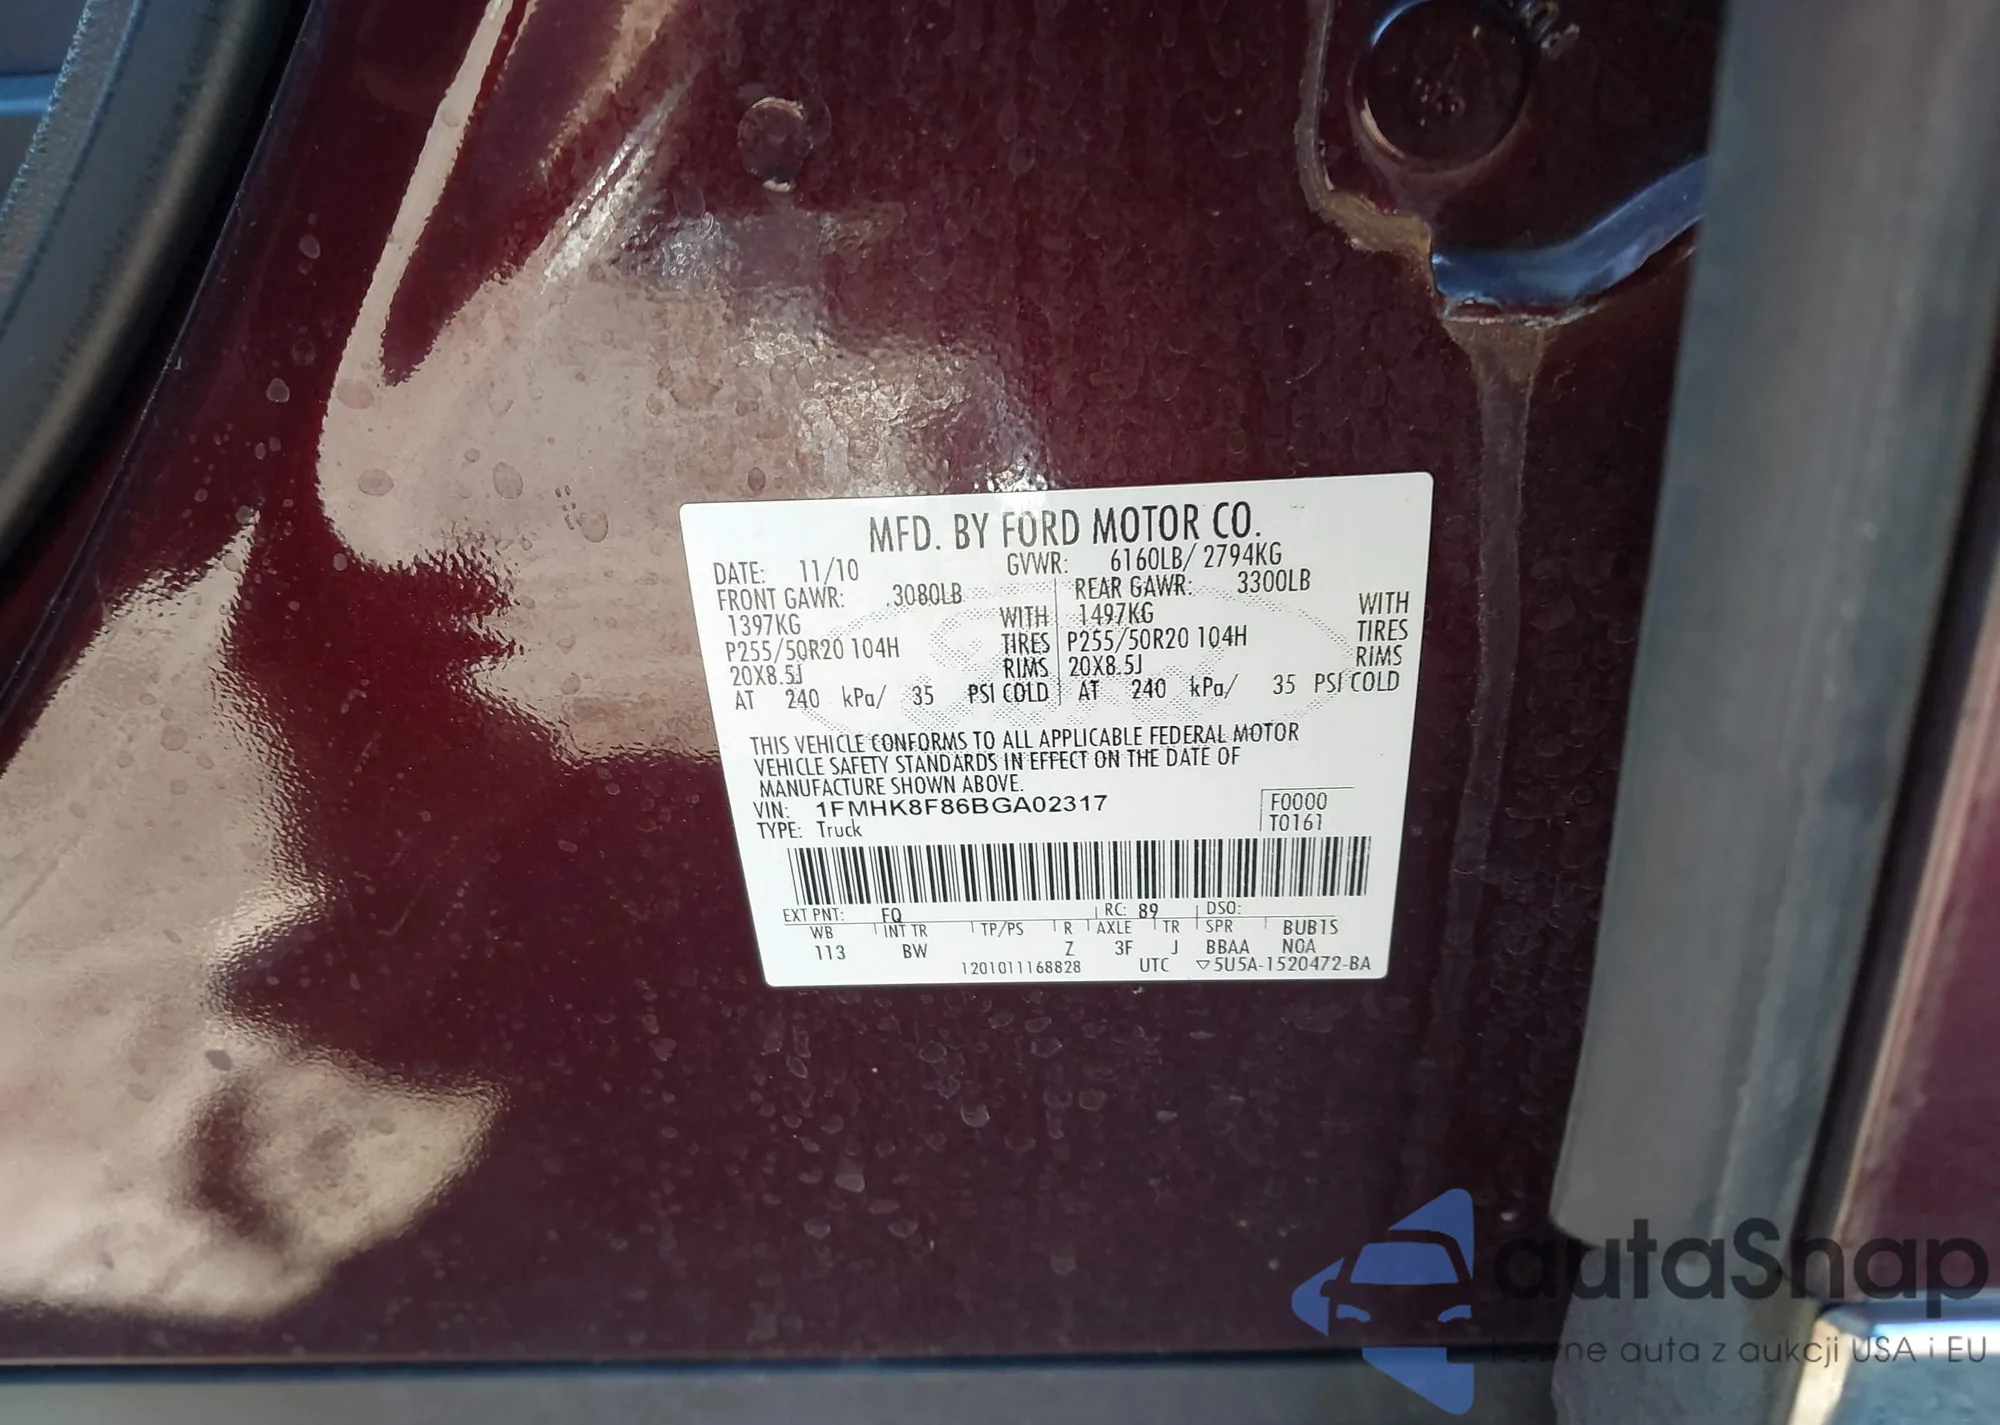 MFD. BY FORD MOTOR CO.
DATE: 11/10 GVWR: 6160LB/ 2794KG
FRONT GAWR: 3080LB REAR GAWR: 3300LB
1397KG WITH 1497KG WITH
P255/50R20 104H TIRES P255/50R20 104H TIRES
20X8.5J RIMS 20X8.5J RIMS
AT 240 kPa/ 35 PSI COLD AT 240 kPa/ 35 PSI COLD
THIS VEHICLE CONFORMS TO ALL APPLICABLE FEDERAL MOTOR
VEHICLE SAFETY STANDARDS IN EFFECT ON THE DATE OF
MANUFACTURE SHOWN ABOVE.
VIN: 1FMHK8F86BGA02317 F0000
TYPE: Truck T0161
EXT PNT: FQ RC: 89 DSO:
WB INT TR TP/PS R AXLE TR SPR BUB1S
113 BW Z 3F J BBAA NOA
1201011168828 UTC ▽5U5A-1520472-BA
autaSnap
auta z aukcji USA i EU